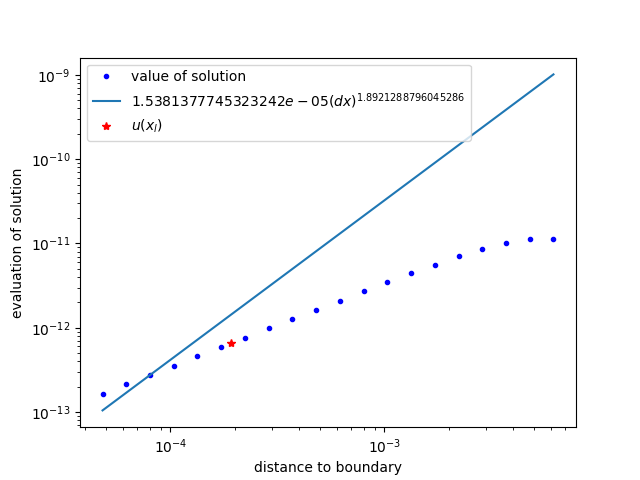 value of solution
1.5381377745323242e − 05(dx)^1.8921288796045286
u(x_l)
10^−9
10^−10
10^−11
10^−12
10^−13
evaluation of solution
10^−4
10^−3
distance to boundary